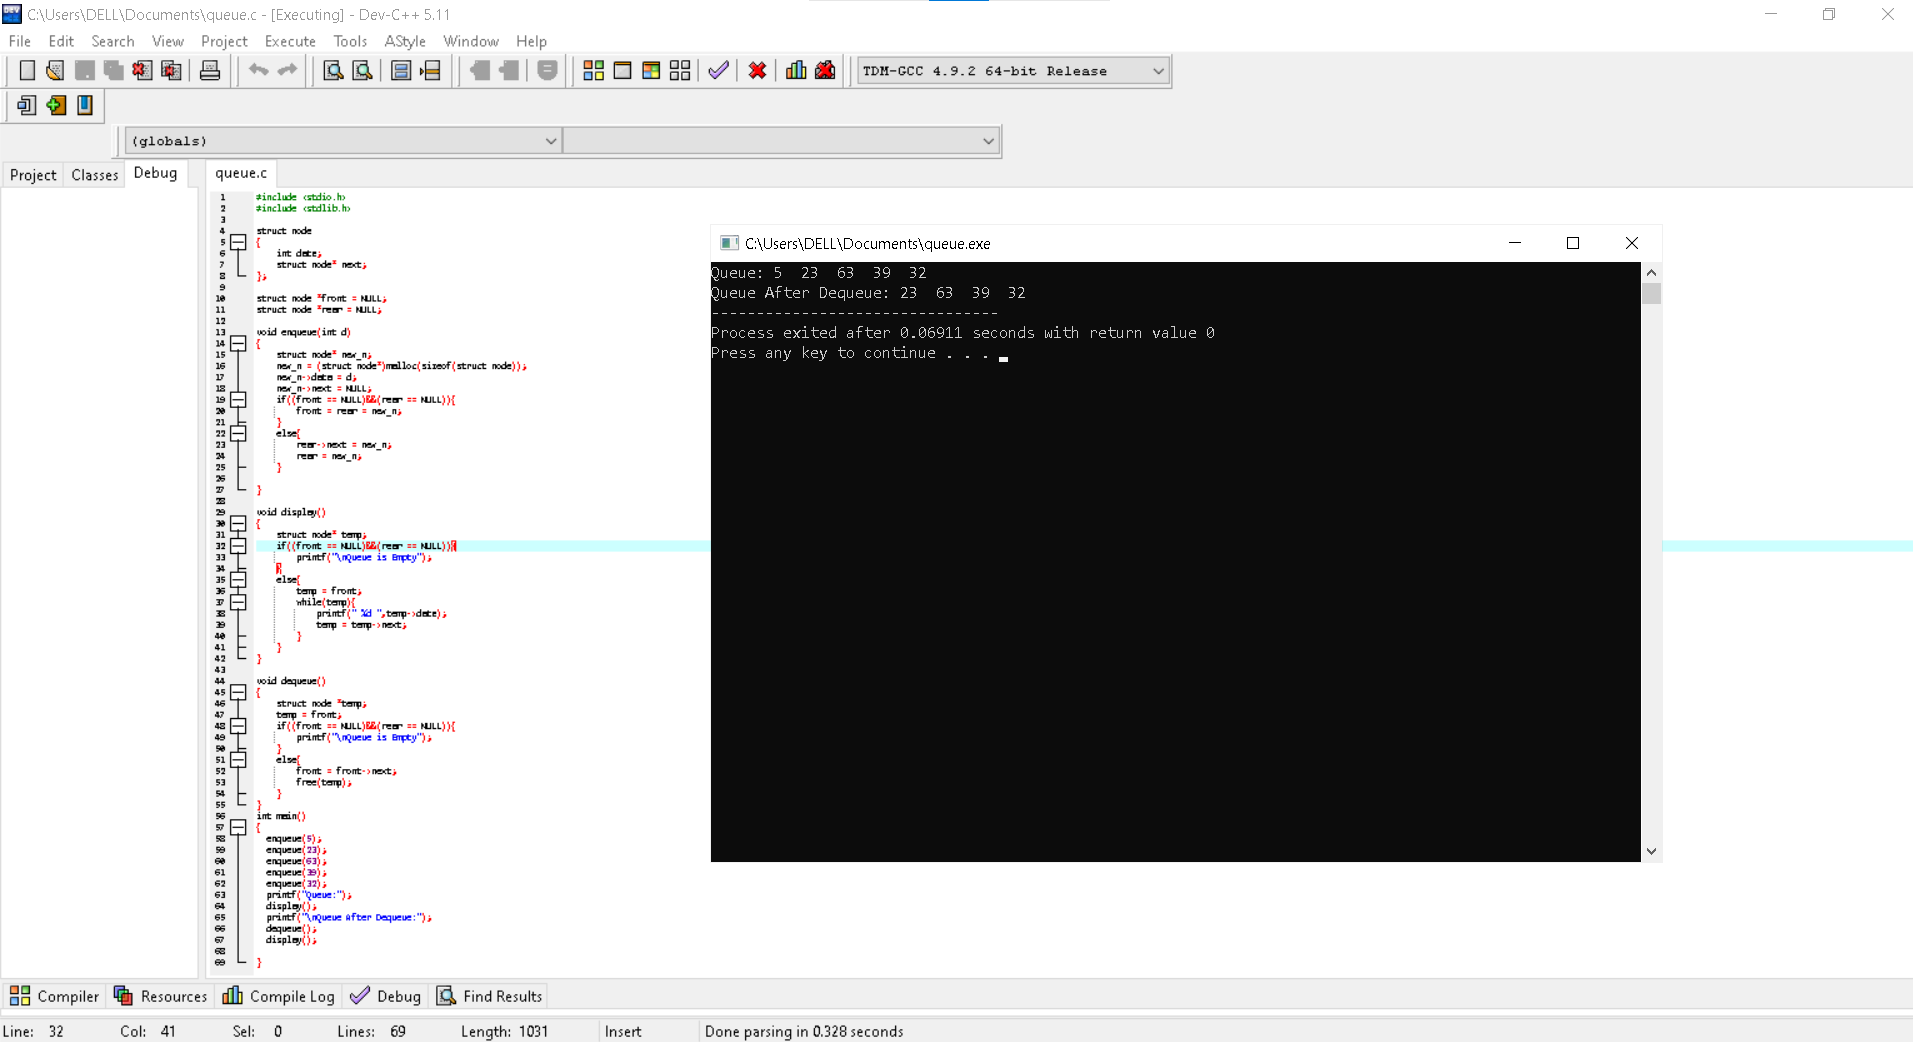 C:\Users\DELL\Documents\queue.c - [Executing] - Dev-C++ 5.11
File Edit Search View Project Execute Tools AStyle Window Help
TDM-GCC 4.9.2 64-bit Release
(globals)
Project Classes Debug
queue.c
1 #include <stdio.h>
2 #include <stdlib.h>
3
4 struct node
5 {
6 int data;
7 struct node* next;
8 };
9
10 struct node *front = NULL;
11 struct node *rear = NULL;
12
13 void enqueue(int d)
14 {
15 struct node* new_n;
16 new_n = (struct node*)malloc(sizeof(struct node));
17 new_n->data = d;
18 new_n->next = NULL;
19 if((front == NULL)&&(rear == NULL)){
20 front = rear = new_n;
21 }
22 else{
23 rear->next = new_n;
24 rear = new_n;
25 }
26
27 }
28
29 void display()
30 {
31 struct node* temp;
32 if((front == NULL)&&(rear == NULL)){
33 printf("\nQueue is Empty");
34 }
35 else{
36 temp = front;
37 while(temp){
38 printf(" %d ",temp->data);
39 temp = temp->next;
40 }
41 }
42 }
43
44 void dequeue()
45 {
46 struct node *temp;
47 temp = front;
48 if((front == NULL)&&(rear == NULL)){
49 printf("\nQueue is Empty");
50 }
51 else{
52 front = front->next;
53 free(temp);
54 }
55 }
56 int main()
57 {
58 enqueue(5);
59 enqueue(23);
60 enqueue(63);
61 enqueue(39);
62 enqueue(32);
63 printf("Queue:");
64 display();
65 printf("\nQueue After Dequeue:");
66 dequeue();
67 display();
68
69 }
C:\Users\DELL\Documents\queue.exe
Queue: 5 23 63 39 32
Queue After Dequeue: 23 63 39 32
--------------------------------
Process exited after 0.06911 seconds with return value 0
Press any key to continue . . .
Compiler Resources Compile Log Debug Find Results
Line: 32 Col: 41 Sel: 0 Lines: 69 Length: 1031 Insert Done parsing in 0.328 seconds